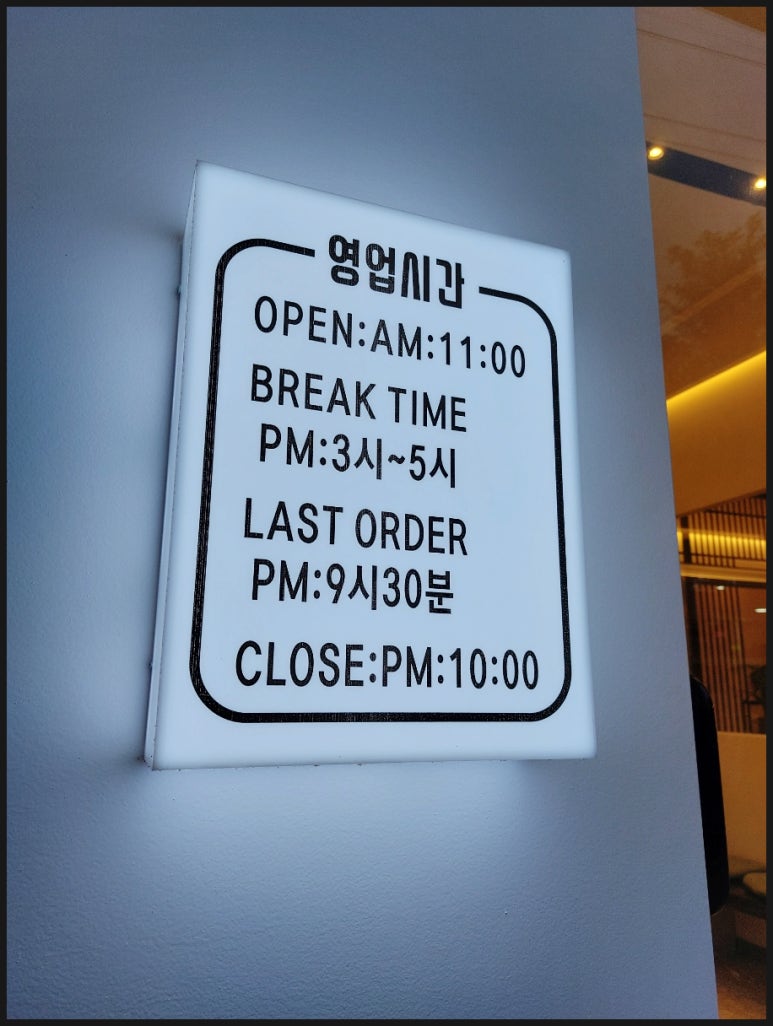 영업시간
OPEN:AM:11:00
BREAK TIME
PM:3시~5시
LAST ORDER
PM:9시30분
CLOSE:PM:10:00